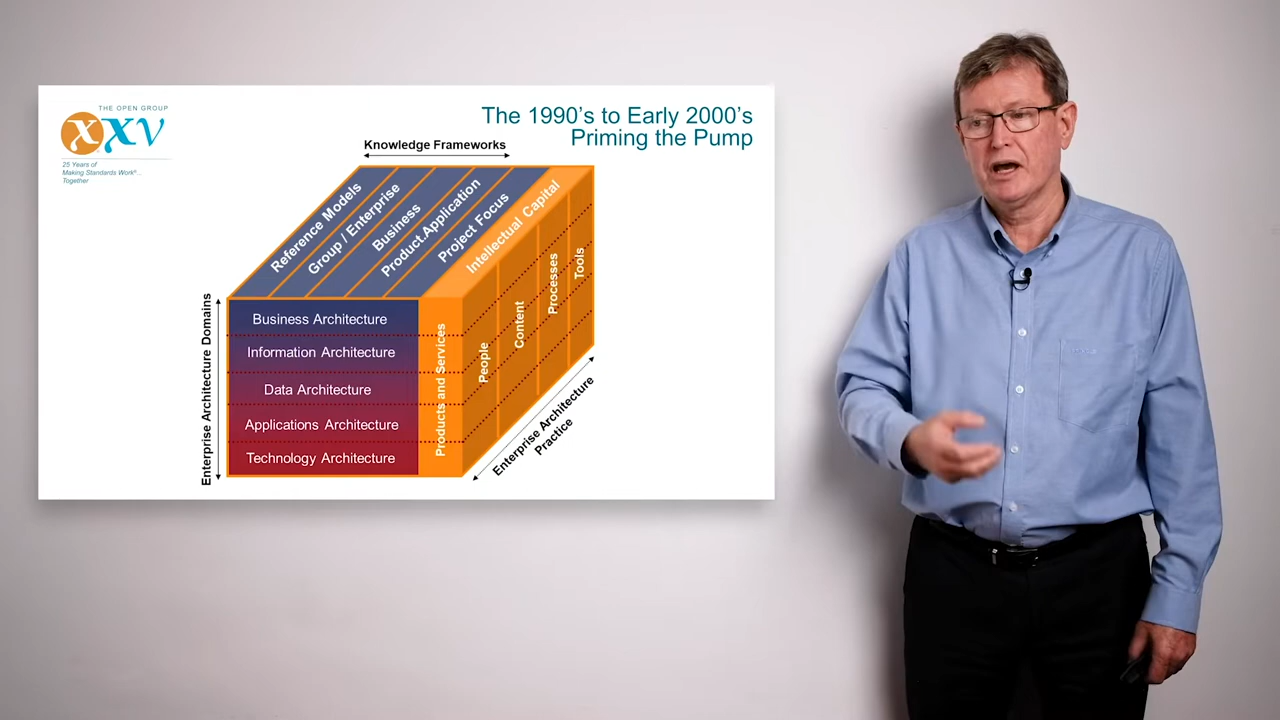 THE OPEN GROUP
XXV
25 Years of
Making Standards Work®...
Together
The 1990's to Early 2000's
Priming the Pump
Knowledge Frameworks
Reference Models
Group / Enterprise
Business
Product.Application
Project Focus
Intellectual Capital
Enterprise Architecture Domains
Business Architecture
Information Architecture
Data Architecture
Applications Architecture
Technology Architecture
Products and Services
People
Content
Processes
Tools
Enterprise Architecture
Practice